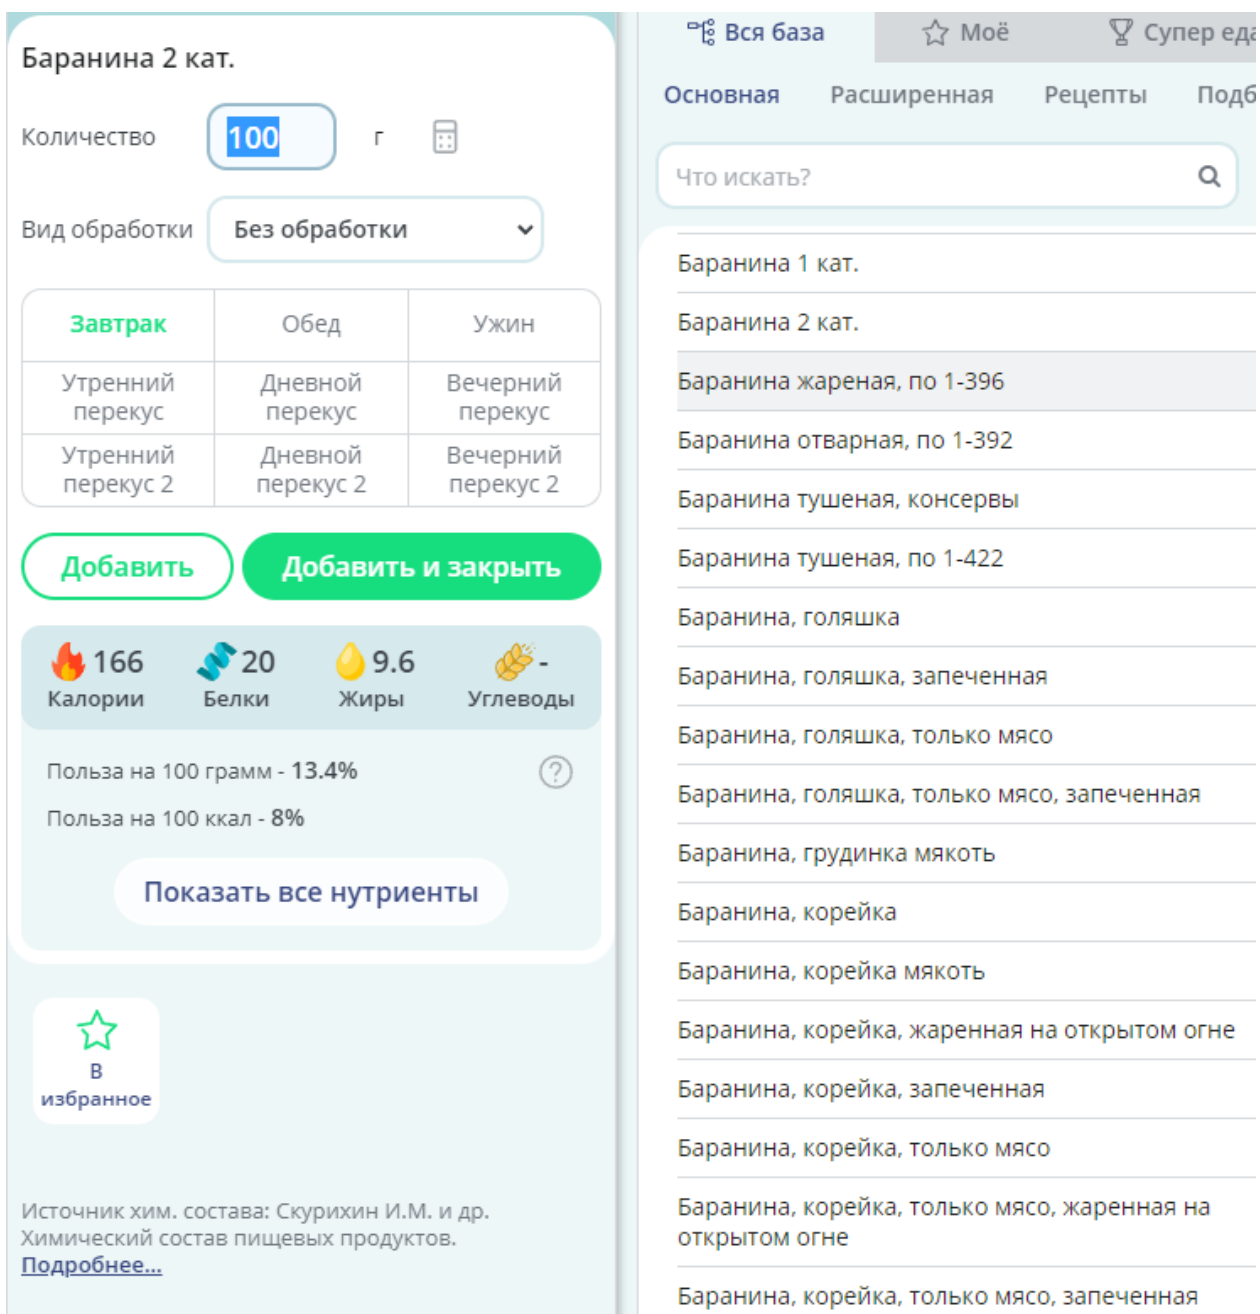 Баранина 2 кат.
Количество 100 г
Вид обработки Без обработки
Завтрак Обед Ужин
Утренний Дневной Вечерний
перекус перекус перекус
Утренний Дневной Вечерний
перекус 2 перекус 2 перекус 2
Добавить Добавить и закрыть
166 20 9.6 -
Калории Белки Жиры Углеводы
Польза на 100 грамм - 13.4% ?
Польза на 100 ккал - 8%
Показать все нутриенты
В
избранное
Источник хим. состава: Скурихин И.М. и др.
Химический состав пищевых продуктов.
Подробнее...
Вся база Моё Супер еда
Основная Расширенная Рецепты Подб
Что искать?
Баранина 1 кат.
Баранина 2 кат.
Баранина жареная, по 1-396
Баранина отварная, по 1-392
Баранина тушеная, консервы
Баранина тушеная, по 1-422
Баранина, голяшка
Баранина, голяшка, запеченная
Баранина, голяшка, только мясо
Баранина, голяшка, только мясо, запеченная
Баранина, грудинка мякоть
Баранина, корейка
Баранина, корейка мякоть
Баранина, корейка, жаренная на открытом огне
Баранина, корейка, запеченная
Баранина, корейка, только мясо
Баранина, корейка, только мясо, жаренная на
открытом огне
Баранина, корейка, только мясо, запеченная